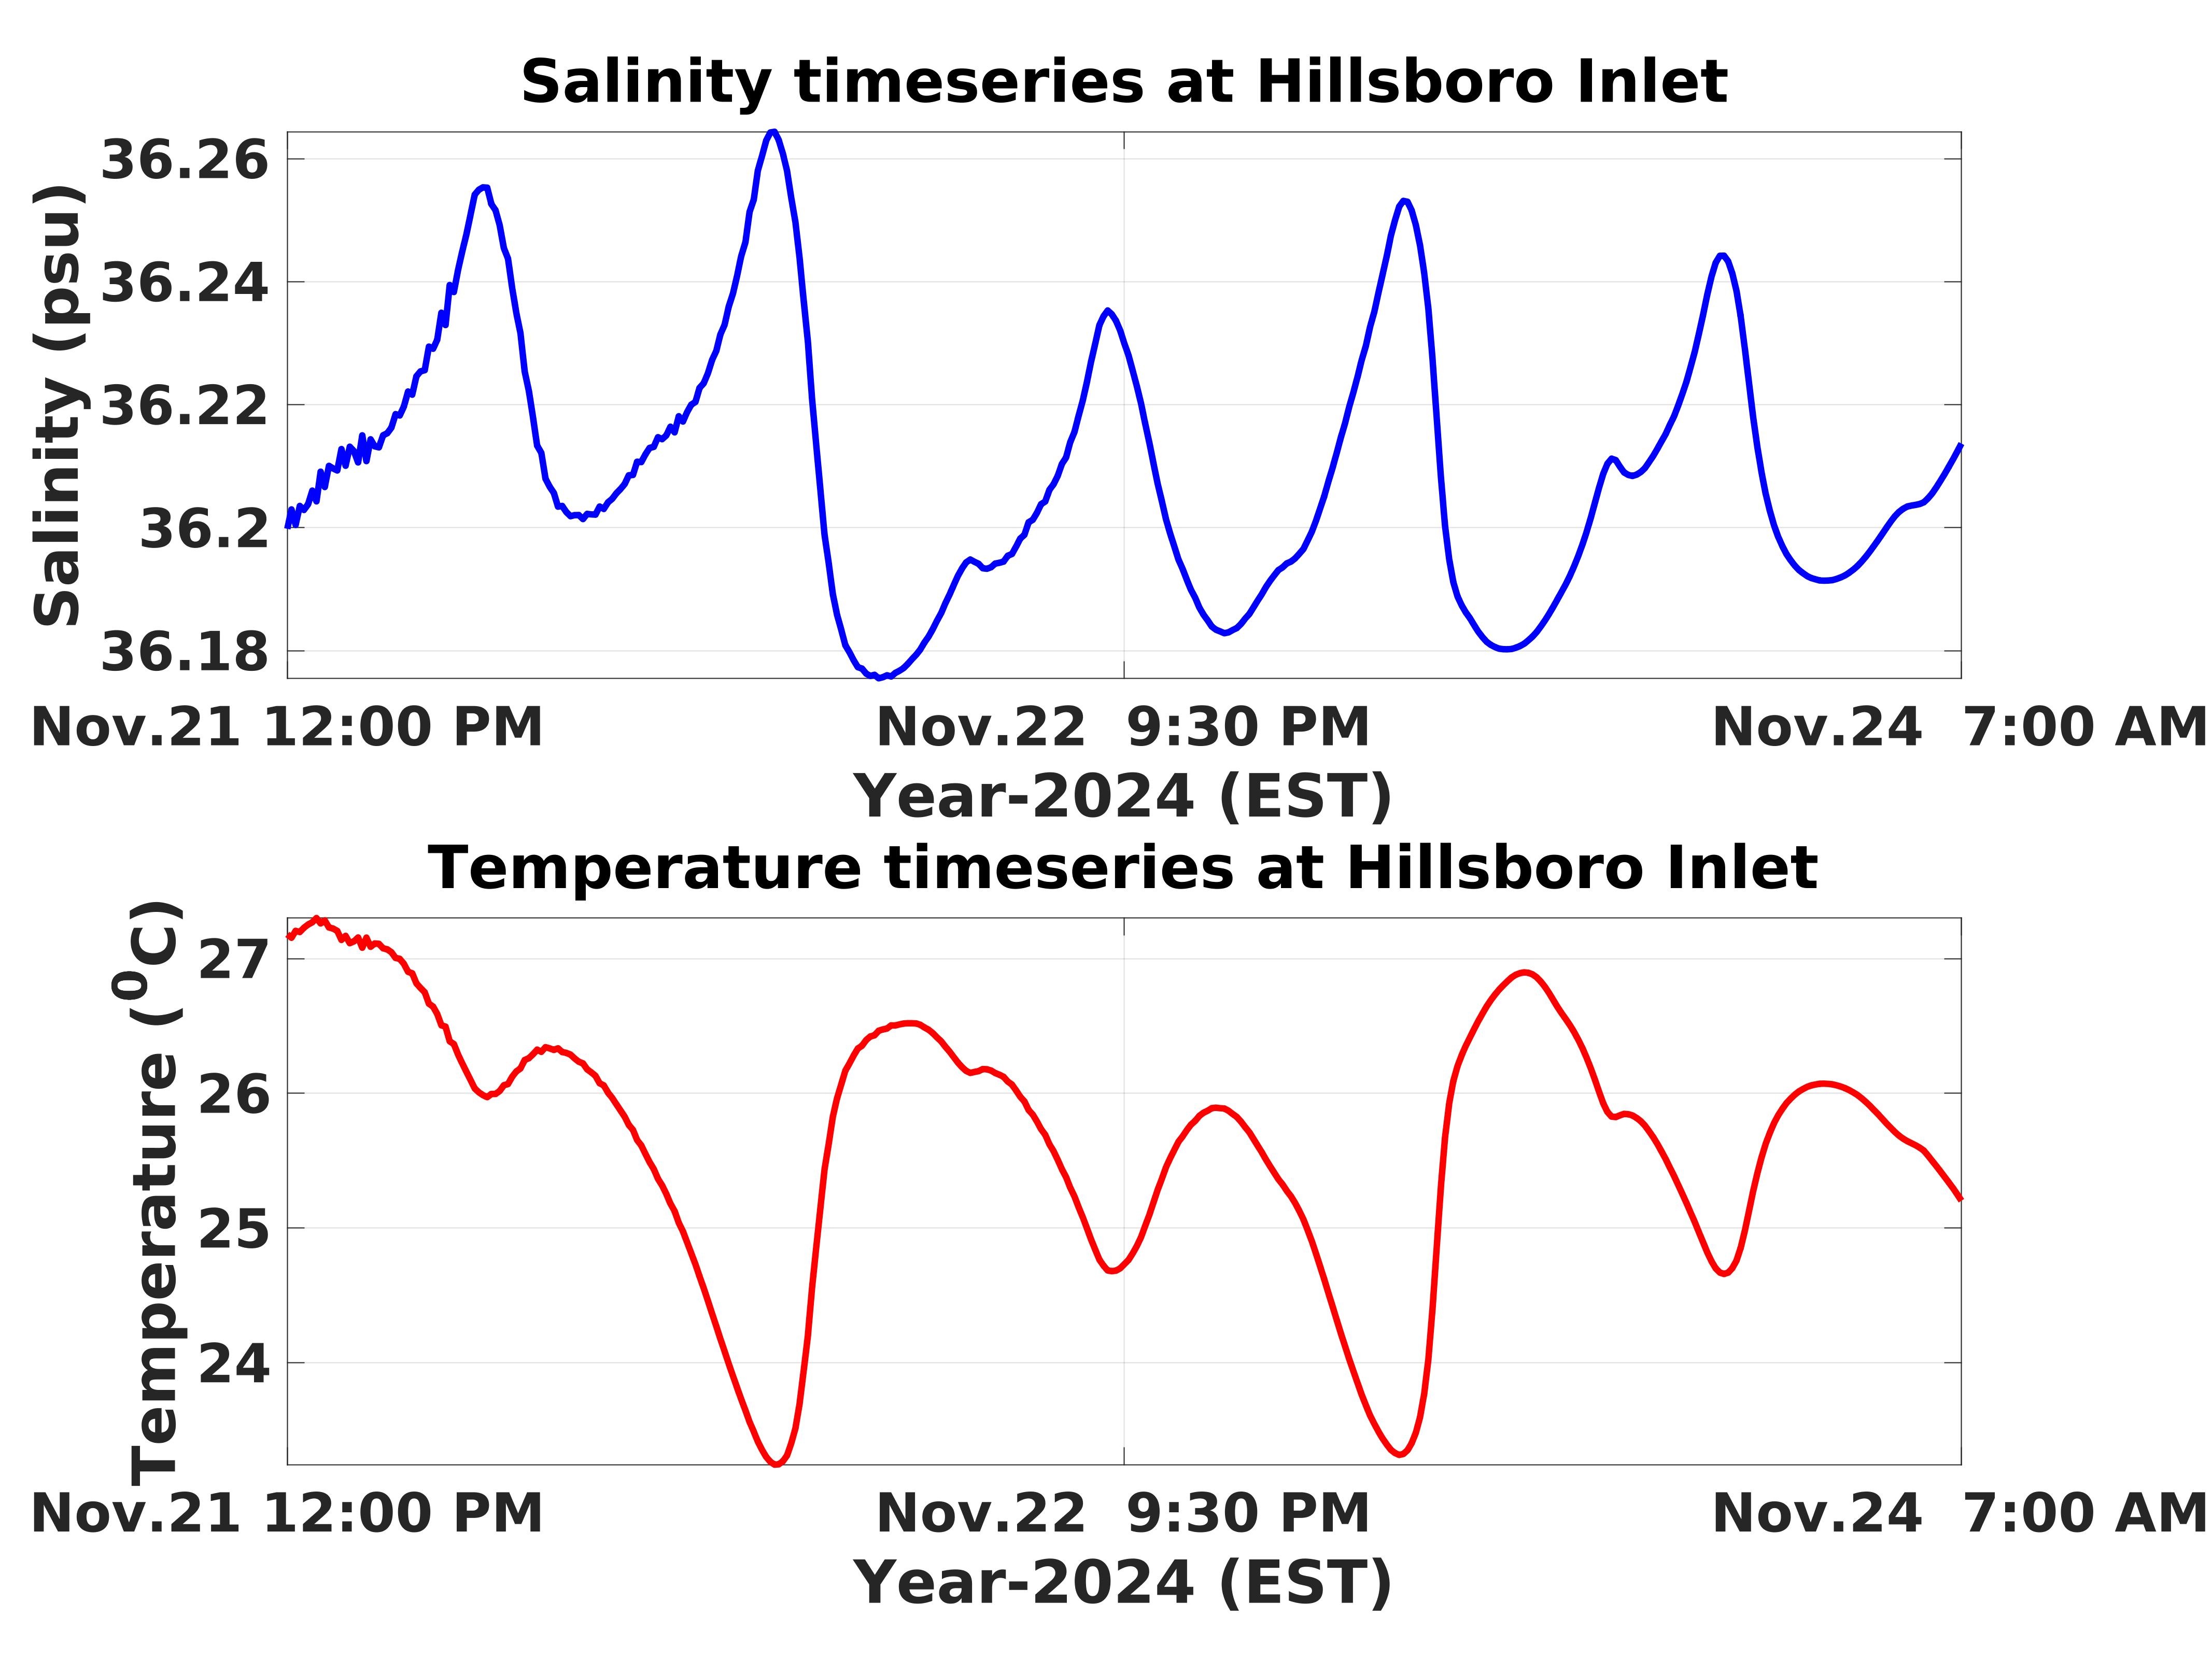 Salinity timeseries at Hillsboro Inlet
Salinity (psu)
36.26
36.24
36.22
36.2
36.18
Nov.21 12:00 PM Nov.22  9:30 PM Nov.24  7:00 AM
Year-2024 (EST)
Temperature timeseries at Hillsboro Inlet
Temperature (⁰C)
27
26
25
24
Nov.21 12:00 PM Nov.22  9:30 PM Nov.24  7:00 AM
Year-2024 (EST)